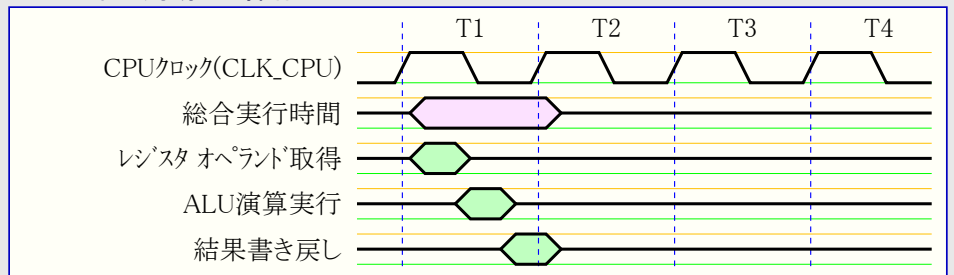 T1 T2 T3 T4
CPUｸﾛｯｸ(CLK_CPU)
総合実行時間
ﾚｼﾞｽﾀ ｵﾍﾟﾗﾝﾄﾞ取得
ALU演算実行
結果書き戻し